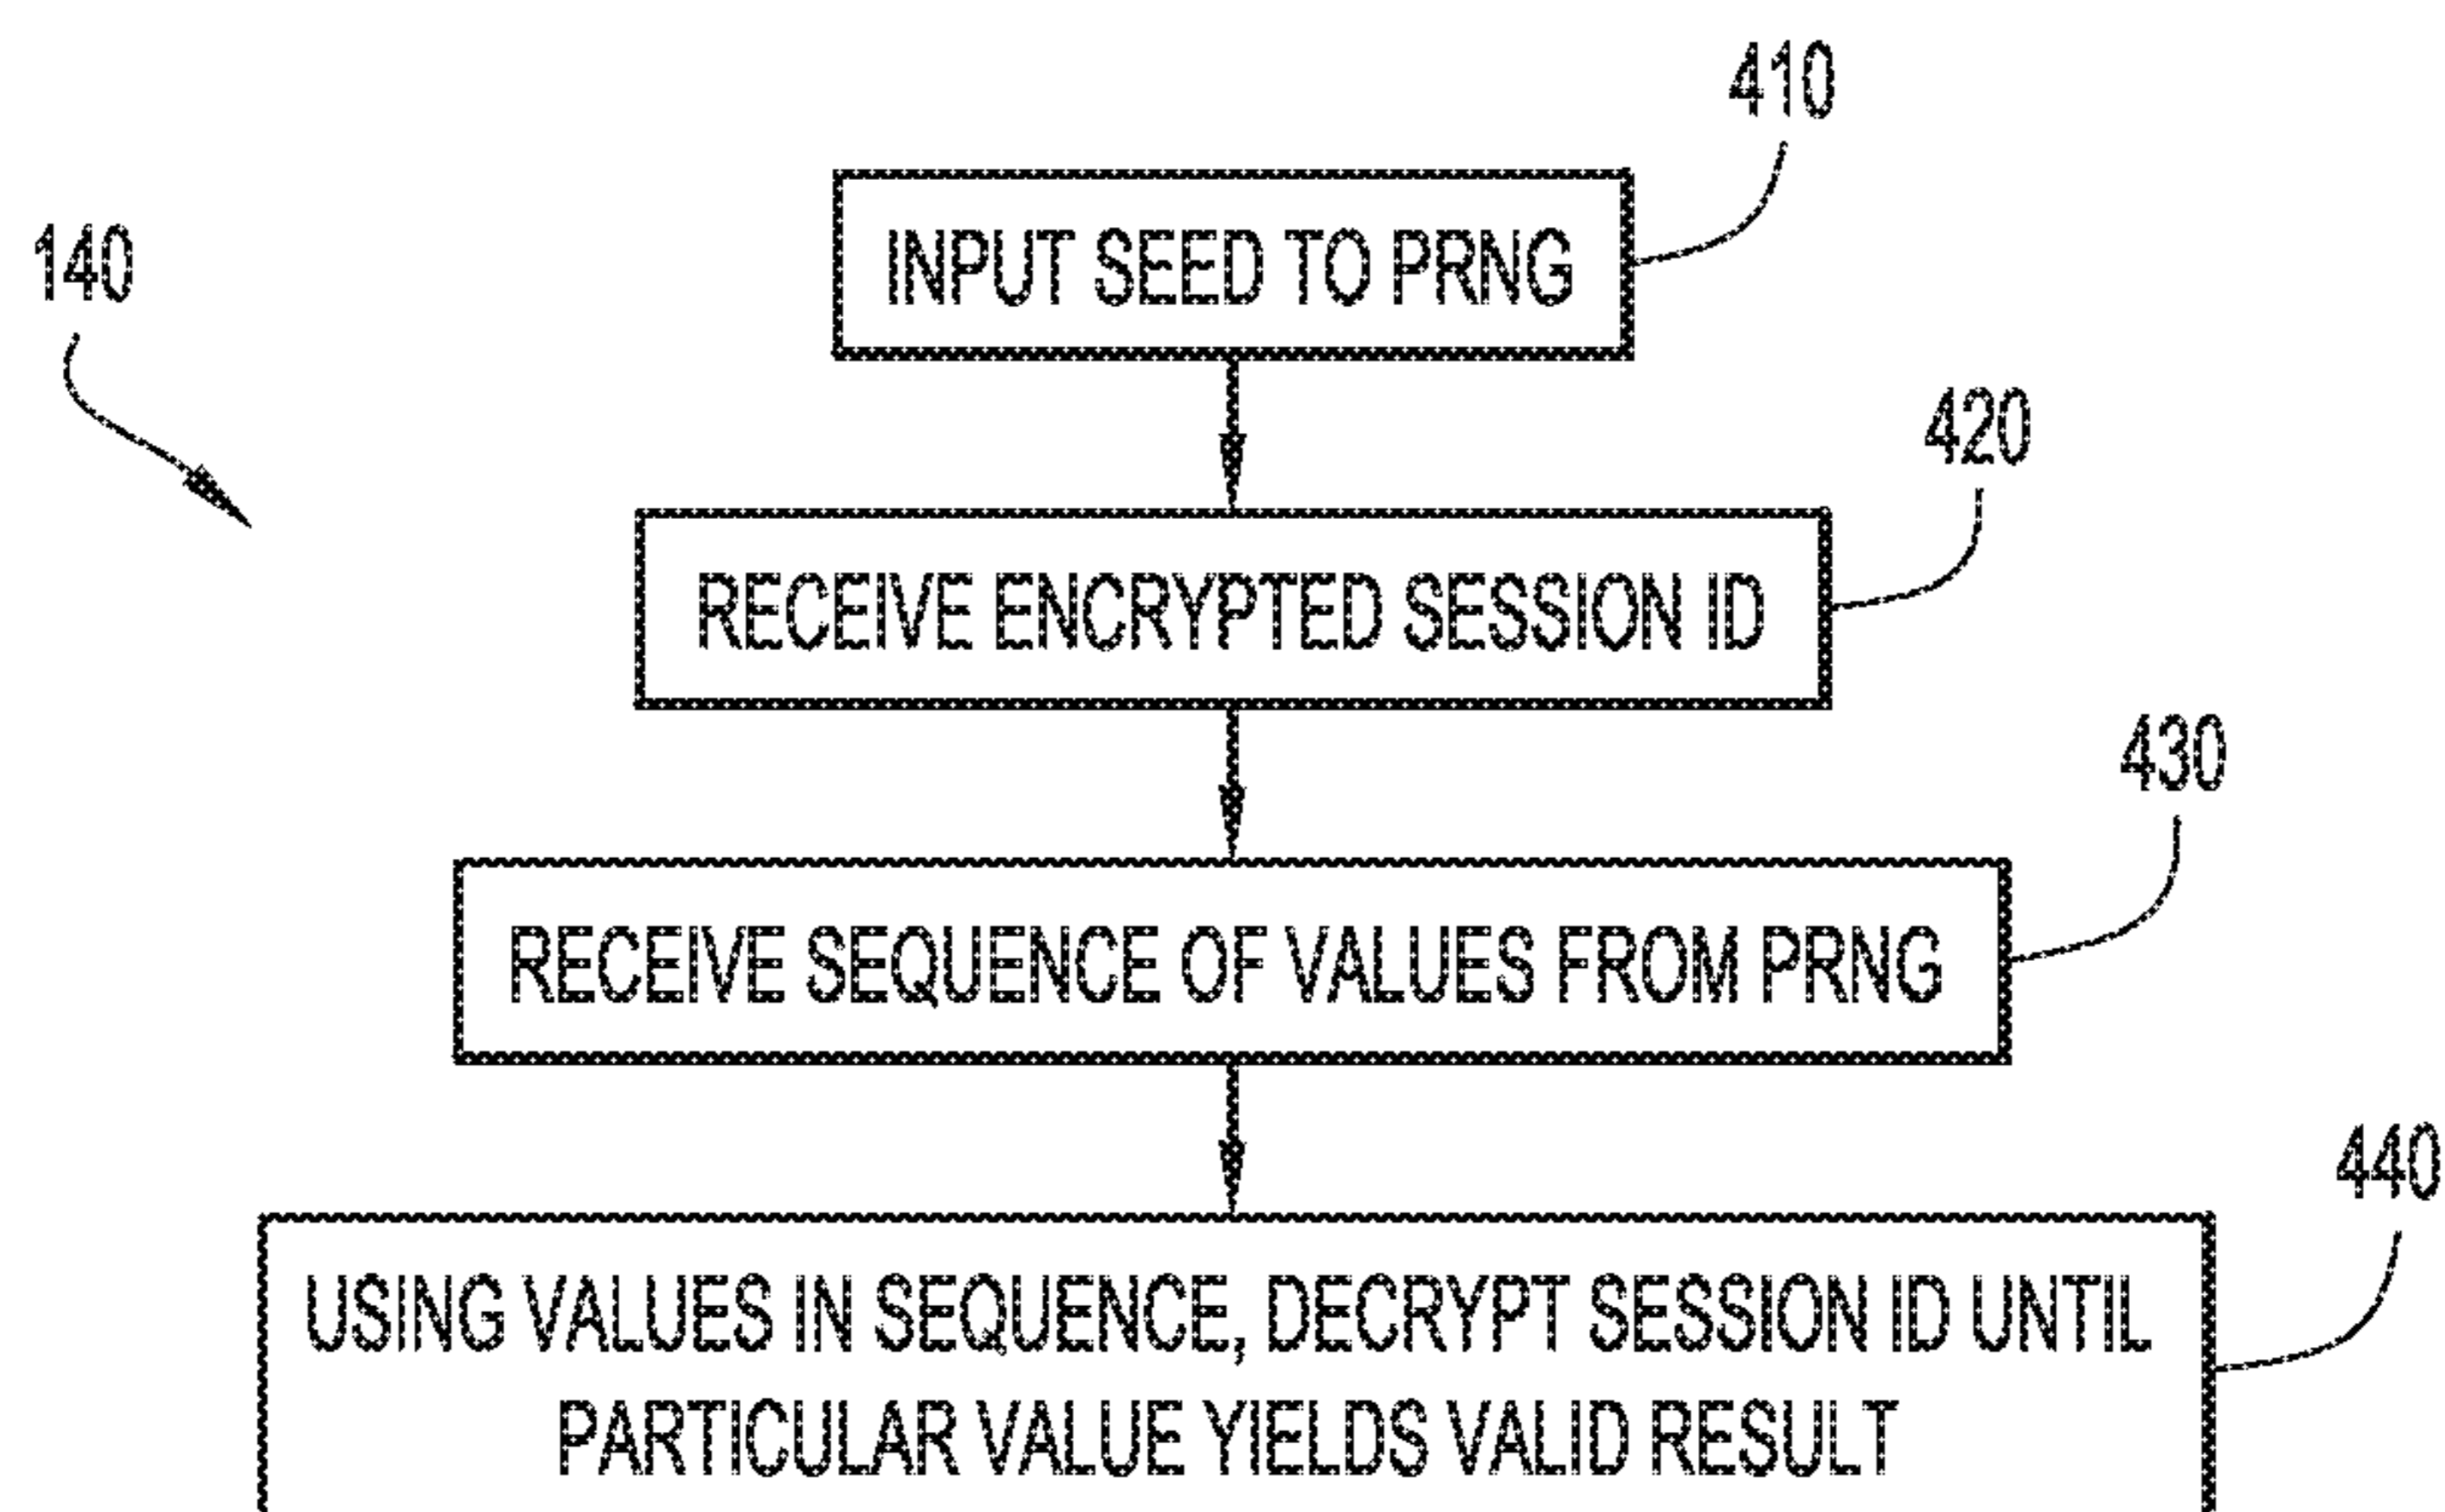 410
140
INPUT SEED TO PRNG
420
RECEIVE ENCRYPTED SESSION ID
430
RECEIVE SEQUENCE OF VALUES FROM PRNG
440
USING VALUES IN SEQUENCE, DECRYPT SESSION ID UNTIL
PARTICULAR VALUE YIELDS VALID RESULT